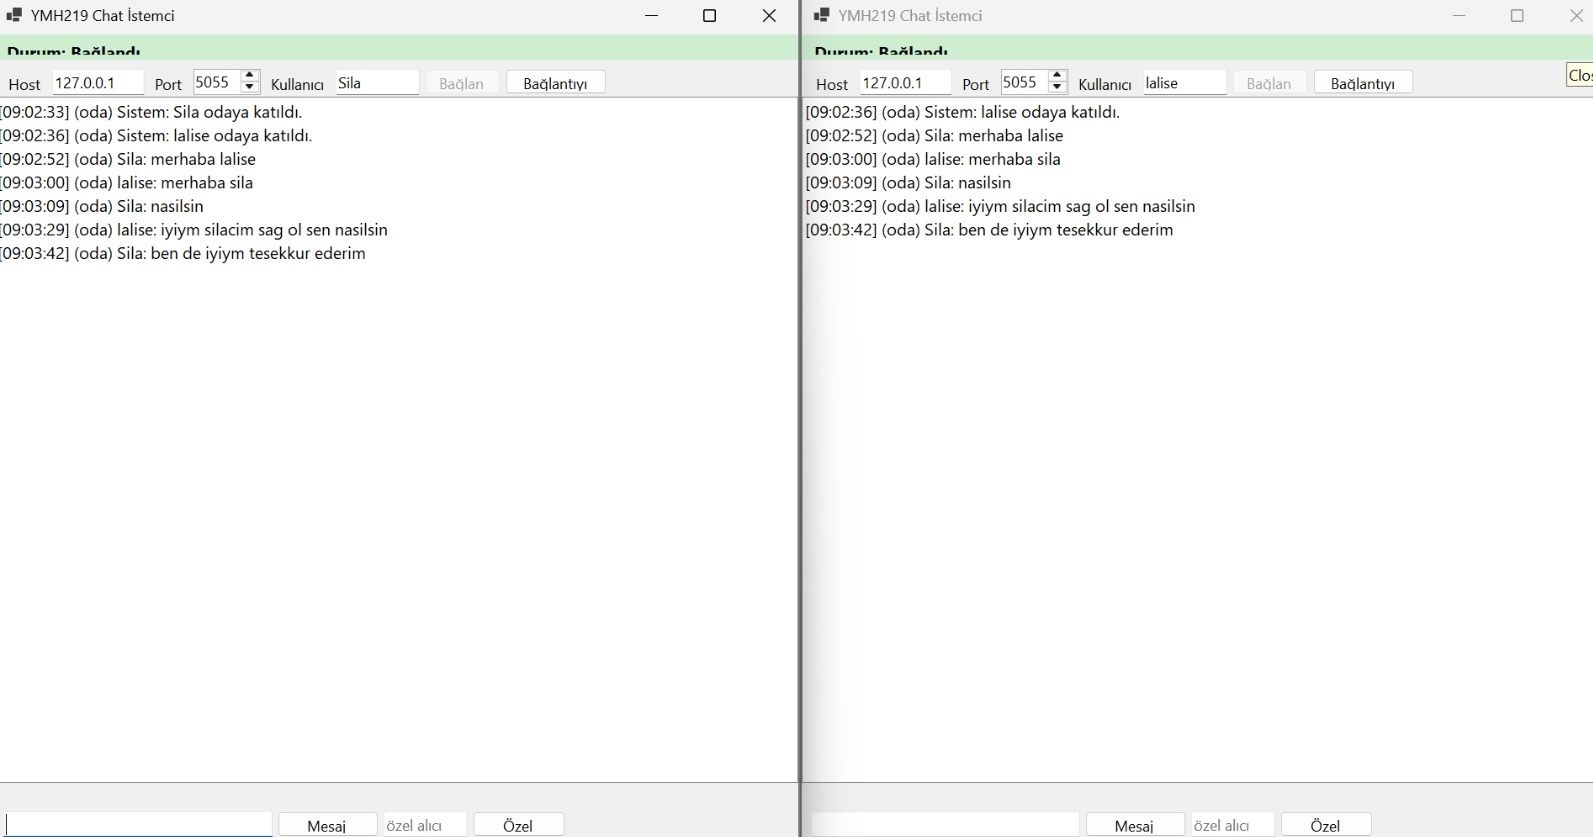 YMH219 Chat İstemci
Durum: Bağlandı
Host 127.0.0.1 Port 5055 Kullanıcı Sila Bağlan Bağlantıyı
[09:02:33] (oda) Sistem: Sila odaya katıldı.
[09:02:36] (oda) Sistem: lalise odaya katıldı.
[09:02:52] (oda) Sila: merhaba lalise
[09:03:00] (oda) lalise: merhaba sila
[09:03:09] (oda) Sila: nasilsin
[09:03:29] (oda) lalise: iyiym silacim sag ol sen nasilsin
[09:03:42] (oda) Sila: ben de iyiym tesekkur ederim
Mesaj özel alıcı Özel
YMH219 Chat İstemci
Durum: Bağlandı
Host 127.0.0.1 Port 5055 Kullanıcı lalise Bağlan Bağlantıyı
[09:02:36] (oda) Sistem: lalise odaya katıldı.
[09:02:52] (oda) Sila: merhaba lalise
[09:03:00] (oda) lalise: merhaba sila
[09:03:09] (oda) Sila: nasilsin
[09:03:29] (oda) lalise: iyiym silacim sag ol sen nasilsin
[09:03:42] (oda) Sila: ben de iyiym tesekkur ederim
Mesaj özel alıcı Özel